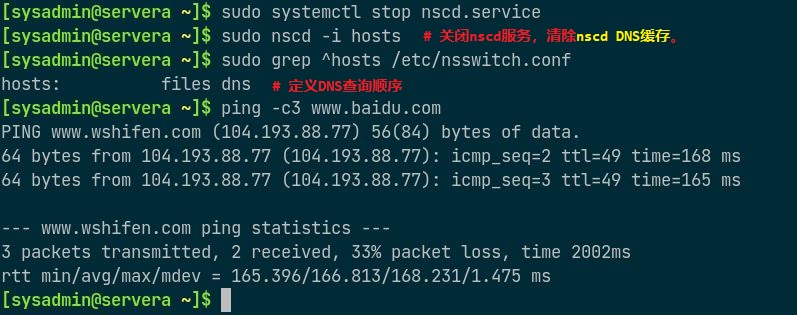 [sysadmin@servera ~]$ sudo systemctl stop nscd.service
[sysadmin@servera ~]$ sudo nscd -i hosts # 关闭nscd服务，清除nscd DNS缓存。
[sysadmin@servera ~]$ sudo grep ^hosts /etc/nsswitch.conf
hosts:      files dns # 定义DNS查询顺序
[sysadmin@servera ~]$ ping -c3 www.baidu.com
PING www.wshifen.com (104.193.88.77) 56(84) bytes of data.
64 bytes from 104.193.88.77 (104.193.88.77): icmp_seq=2 ttl=49 time=168 ms
64 bytes from 104.193.88.77 (104.193.88.77): icmp_seq=3 ttl=49 time=165 ms
--- www.wshifen.com ping statistics ---
3 packets transmitted, 2 received, 33% packet loss, time 2002ms
rtt min/avg/max/mdev = 165.396/166.813/168.231/1.475 ms
[sysadmin@servera ~]$